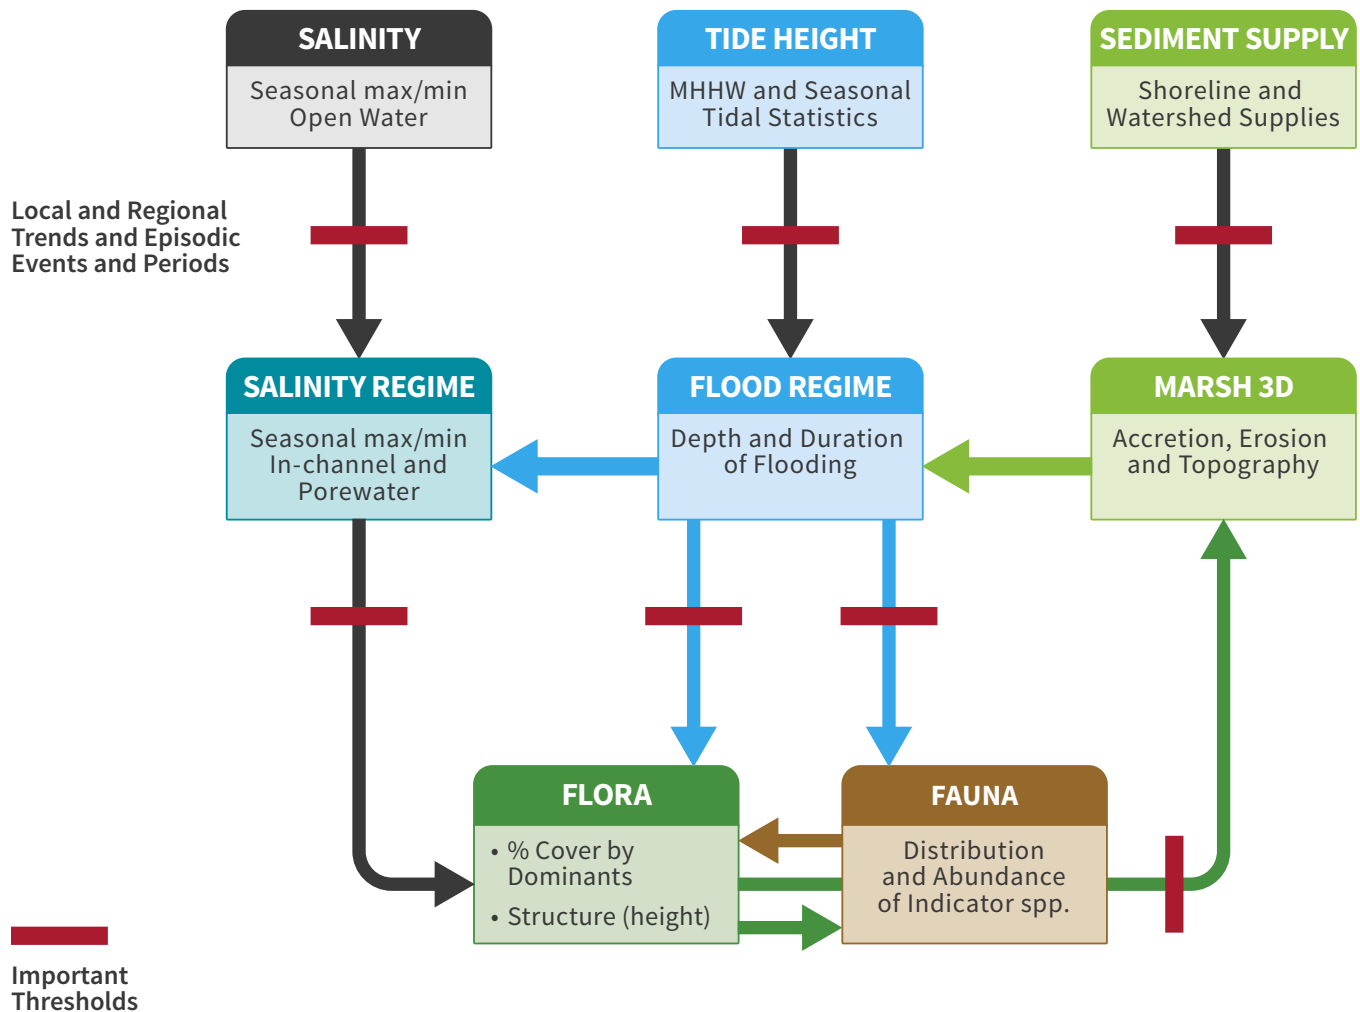 SALINITY
Seasonal max/min
Open Water
TIDE HEIGHT
MHHW and Seasonal
Tidal Statistics
SEDIMENT SUPPLY
Shoreline and
Watershed Supplies
Local and Regional
Trends and Episodic
Events and Periods
SALINITY REGIME
Seasonal max/min
In-channel and
Porewater
FLOOD REGIME
Depth and Duration
of Flooding
MARSH 3D
Accretion, Erosion
and Topography
FLORA
• % Cover by
Dominants
• Structure (height)
FAUNA
Distribution
and Abundance
of Indicator spp.
Important
Thresholds